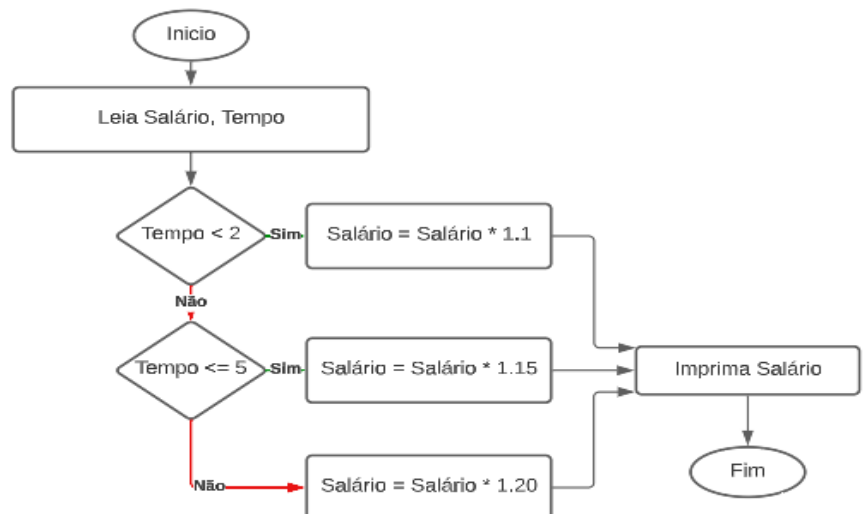 Inicio
Leia Salário, Tempo
Tempo < 2
Sim
Salário = Salário * 1.1
Não
Tempo <= 5
Sim
Salário = Salário * 1.15
Imprima Salário
Não
Salário = Salário * 1.20
Fim